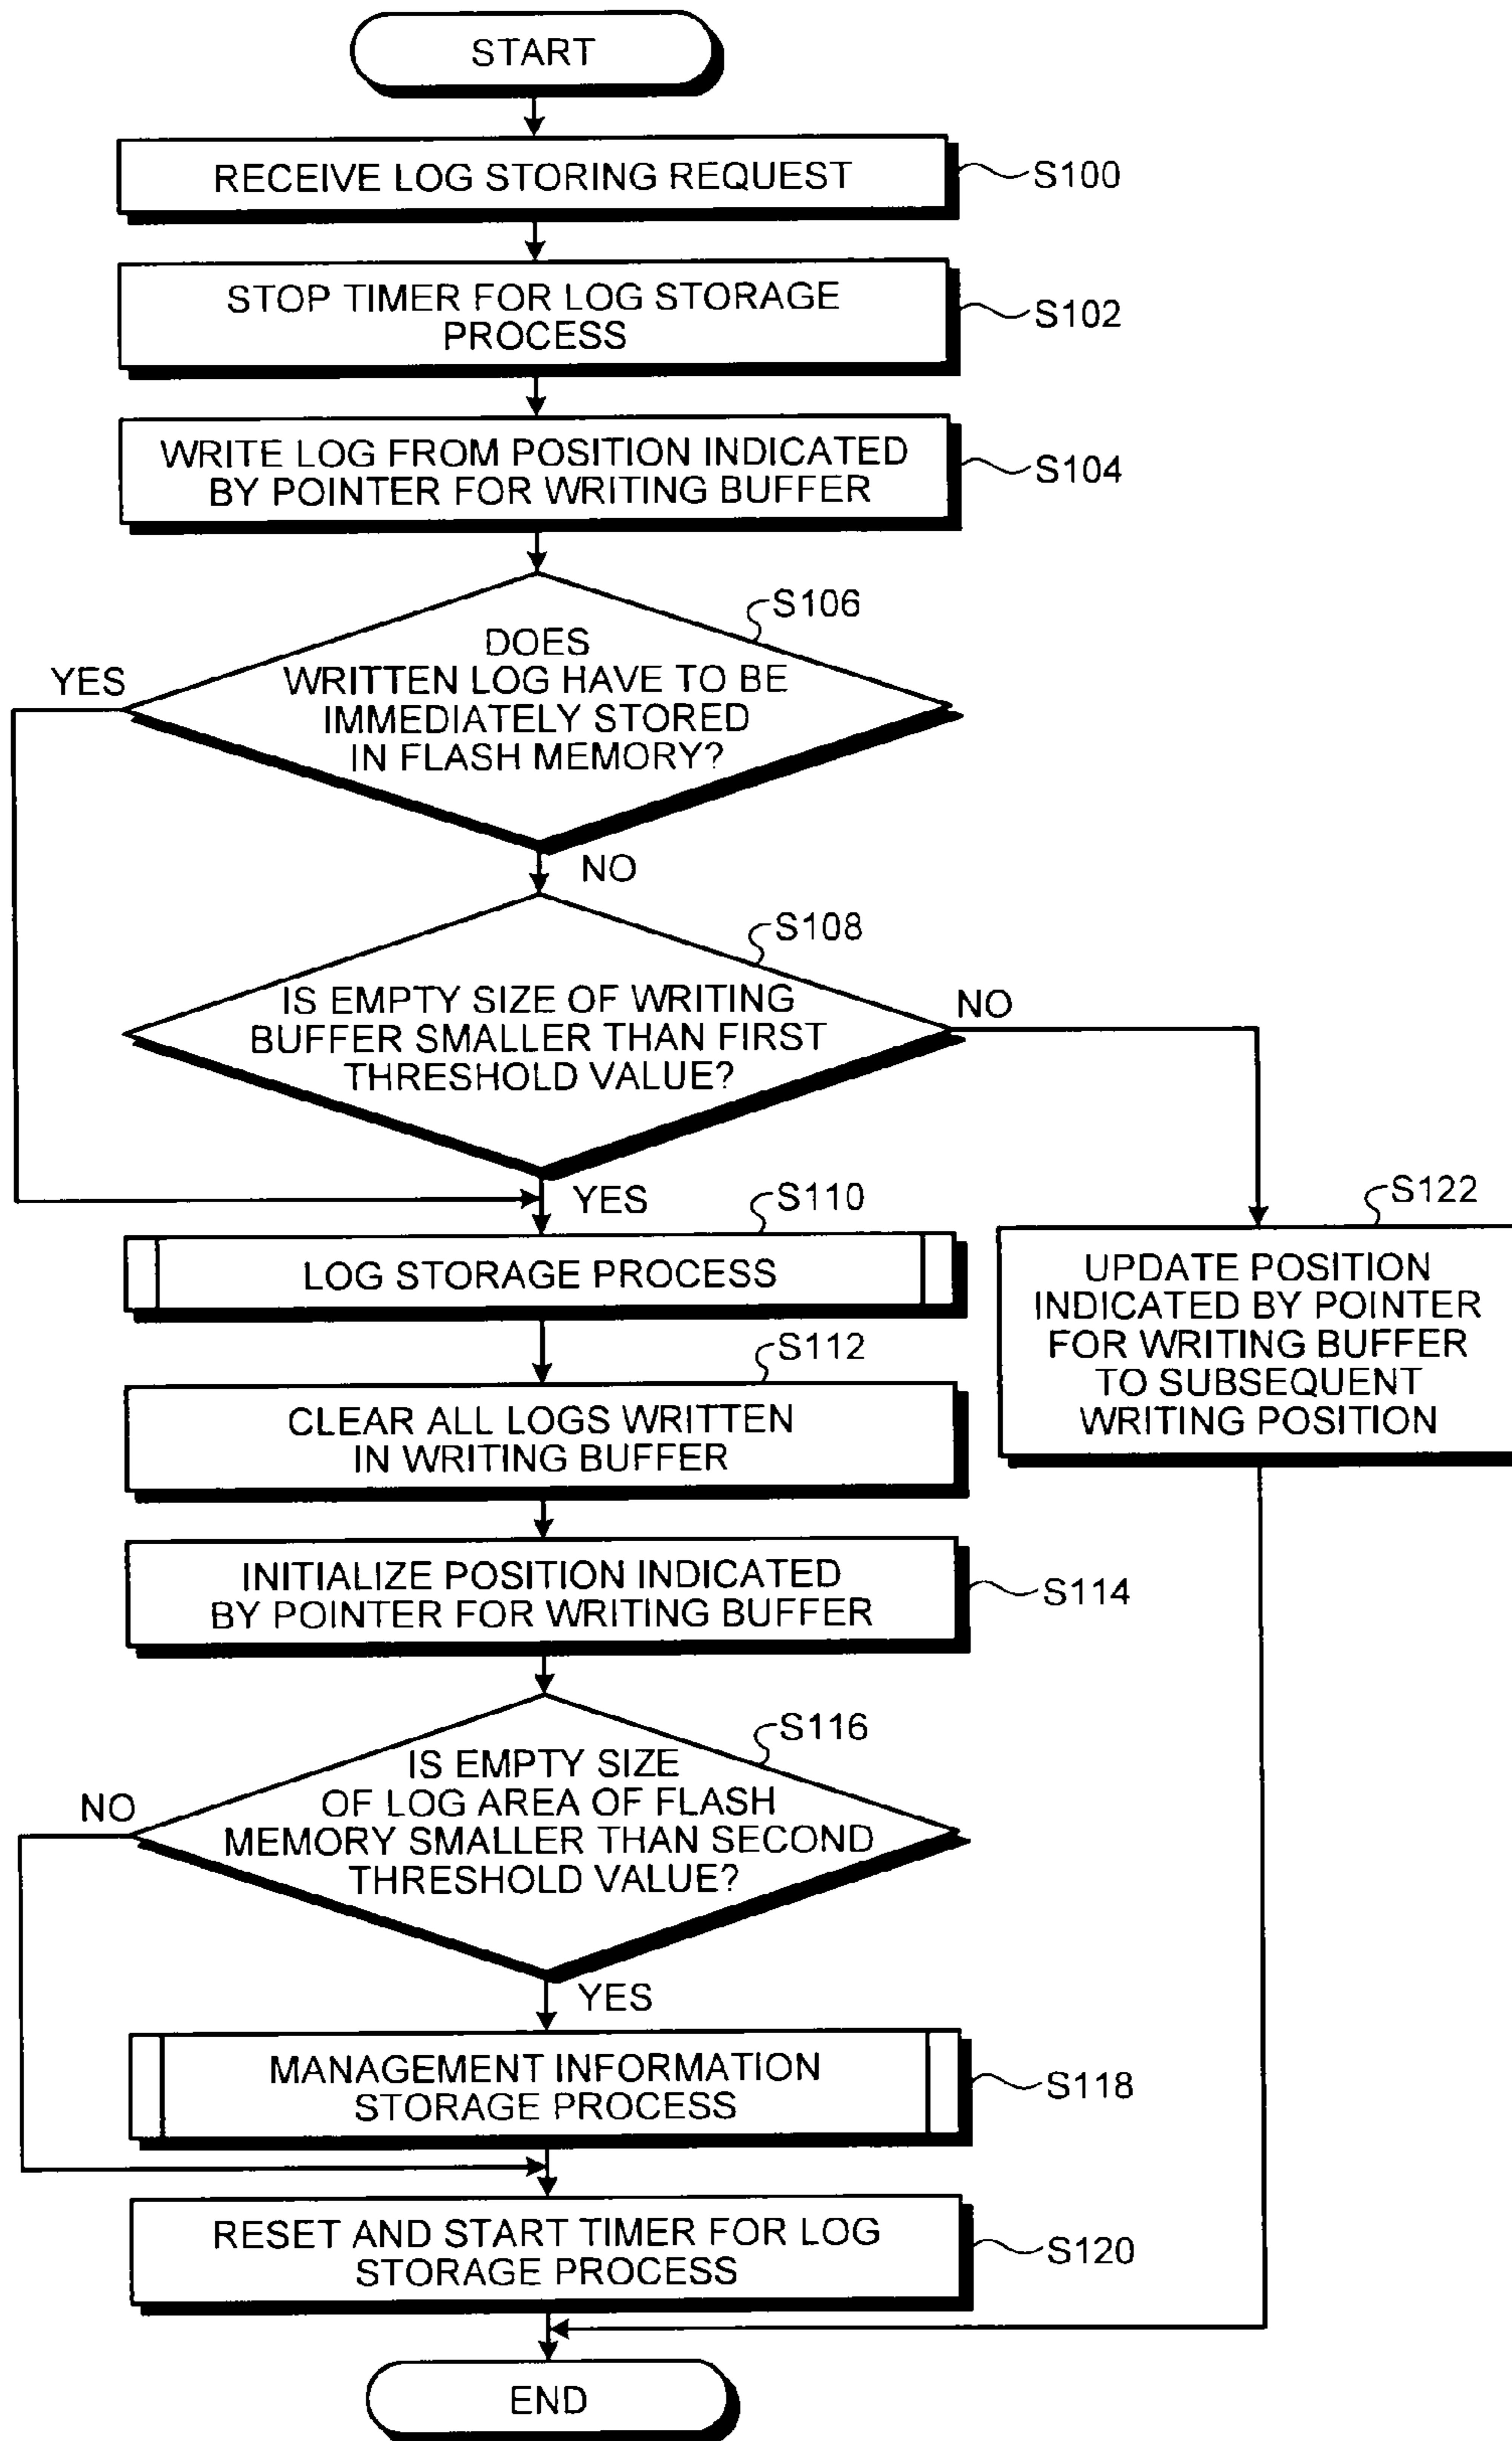 START
RECEIVE LOG STORING REQUEST
S100
STOP TIMER FOR LOG STORAGE
PROCESS
S102
WRITE LOG FROM POSITION INDICATED
BY POINTER FOR WRITING BUFFER
S104
S106
DOES
WRITTEN LOG HAVE TO BE
IMMEDIATELY STORED
IN FLASH MEMORY?
YES
NO
S108
IS EMPTY SIZE OF WRITING
BUFFER SMALLER THAN FIRST
THRESHOLD VALUE?
NO
YES
S110
LOG STORAGE PROCESS
S122
UPDATE POSITION
INDICATED BY POINTER
FOR WRITING BUFFER
TO SUBSEQUENT
WRITING POSITION
S112
CLEAR ALL LOGS WRITTEN
IN WRITING BUFFER
INITIALIZE POSITION INDICATED
BY POINTER FOR WRITING BUFFER
S114
S116
IS EMPTY SIZE
OF LOG AREA OF FLASH
MEMORY SMALLER THAN SECOND
THRESHOLD VALUE?
NO
YES
MANAGEMENT INFORMATION
STORAGE PROCESS
S118
RESET AND START TIMER FOR LOG
STORAGE PROCESS
S120
END